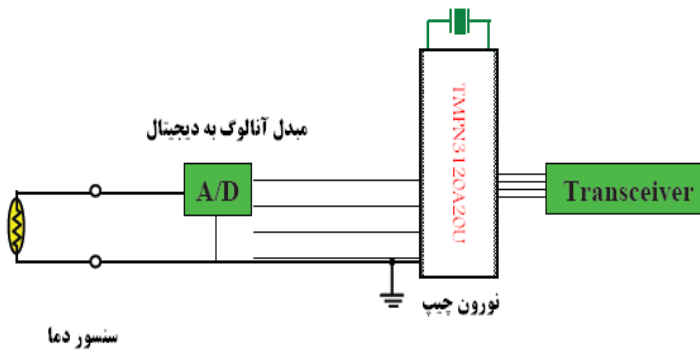 مبدل آنالوگ به دیجیتال
A/D
TMPN3120A20U
Transceiver
نورون چیپ
سنسور دما